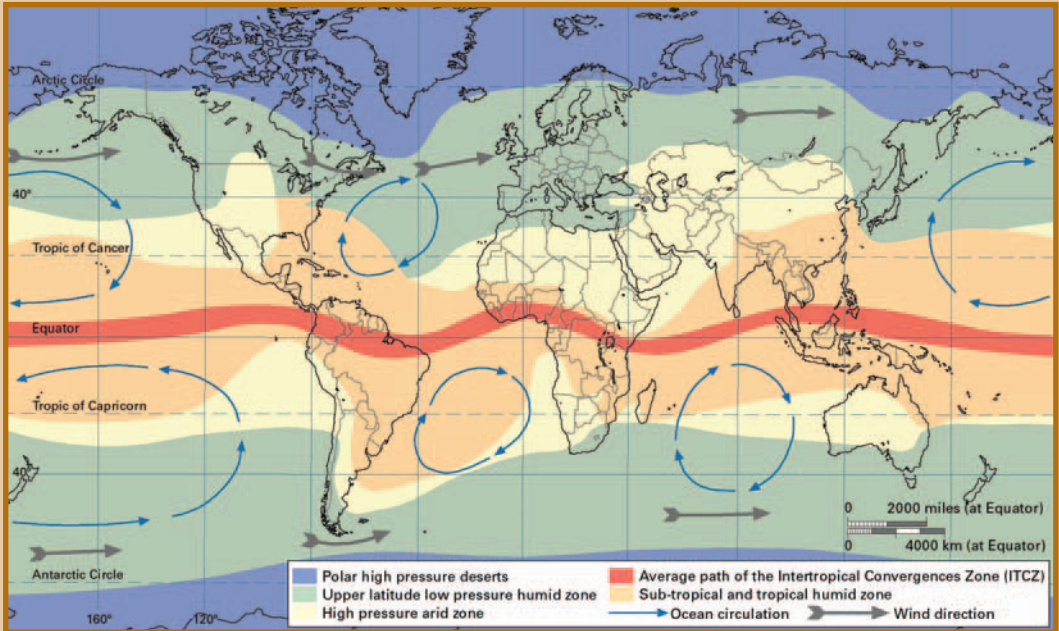 Arctic Circle
40°
Tropic of Cancer
Equator
Tropic of Capricorn
40°
0 2000 miles (at Equator)
0 4000 km (at Equator)
Antarctic Circle
160° 120°
Polar high pressure deserts
Upper latitude low pressure humid zone
High pressure arid zone
Average path of the Intertropical Convergences Zone (ITCZ)
Sub-tropical and tropical humid zone
Ocean circulation
Wind direction